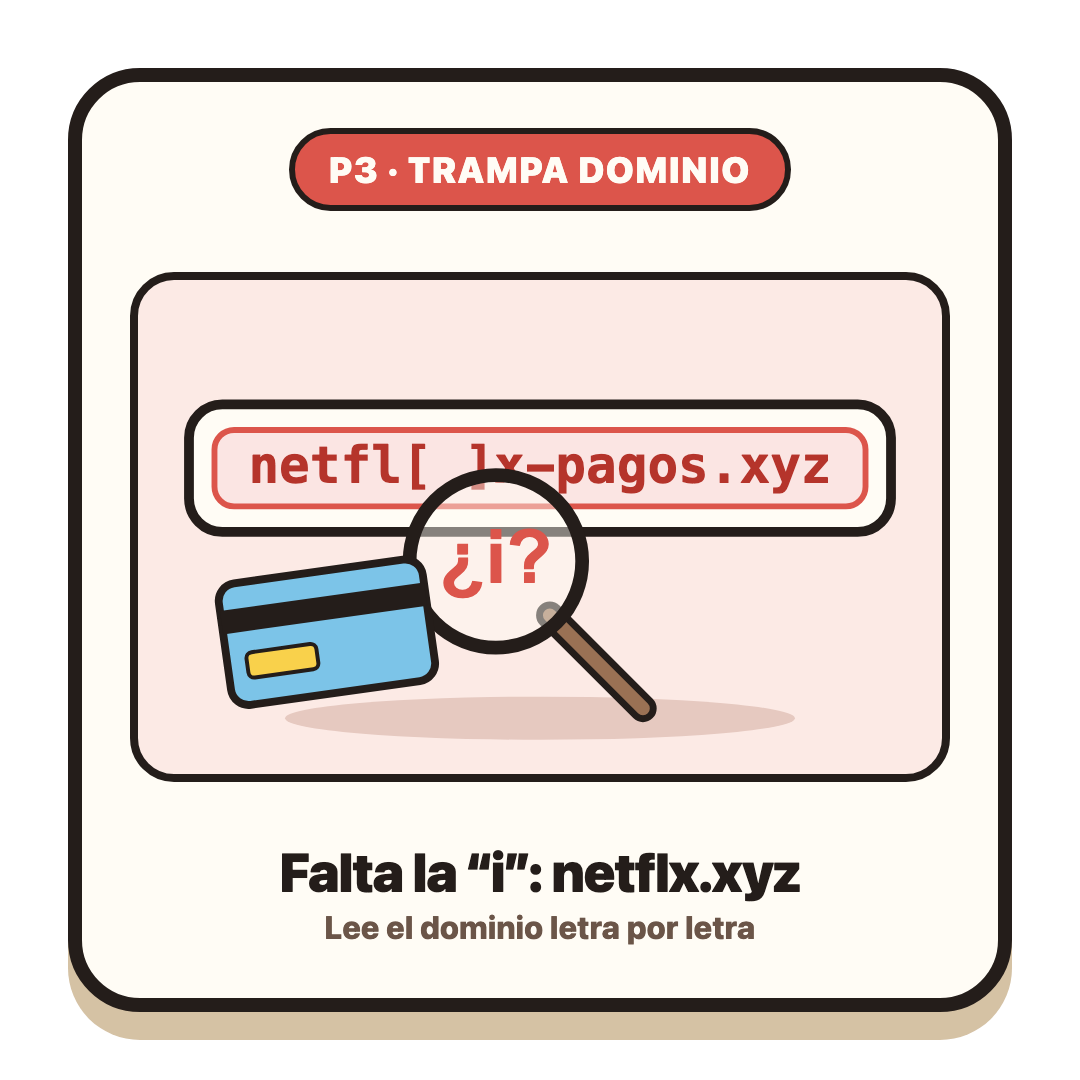 P3 · TRAMPA DOMINIO
netfl[ ]x-pagos.xyz
¿i?
Falta la “i”: netflx.xyz
Lee el dominio letra por letra